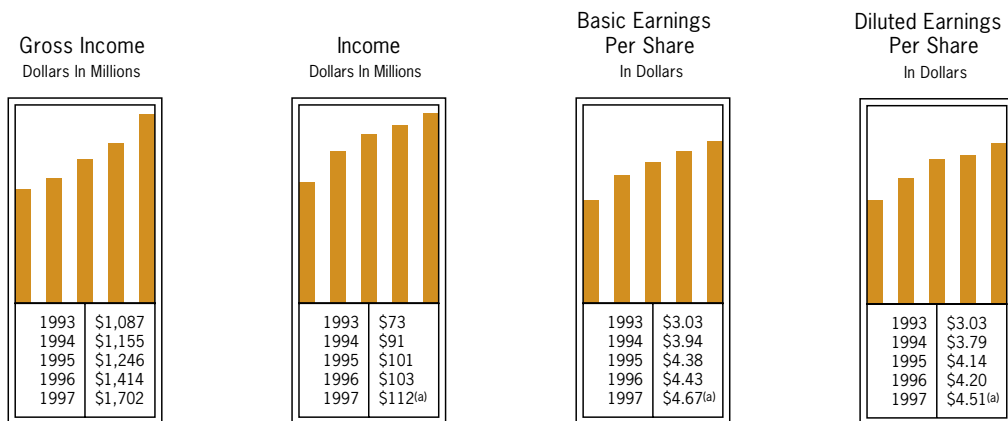 Gross Income
Dollars In Millions
1993 $1,087
1994 $1,155
1995 $1,246
1996 $1,414
1997 $1,702
Income
Dollars In Millions
1993 $73
1994 $91
1995 $101
1996 $103
1997 $112(a)
Basic Earnings
Per Share
In Dollars
1993 $3.03
1994 $3.94
1995 $4.38
1996 $4.43
1997 $4.67(a)
Diluted Earnings
Per Share
In Dollars
1993 $3.03
1994 $3.79
1995 $4.14
1996 $4.20
1997 $4.51(a)